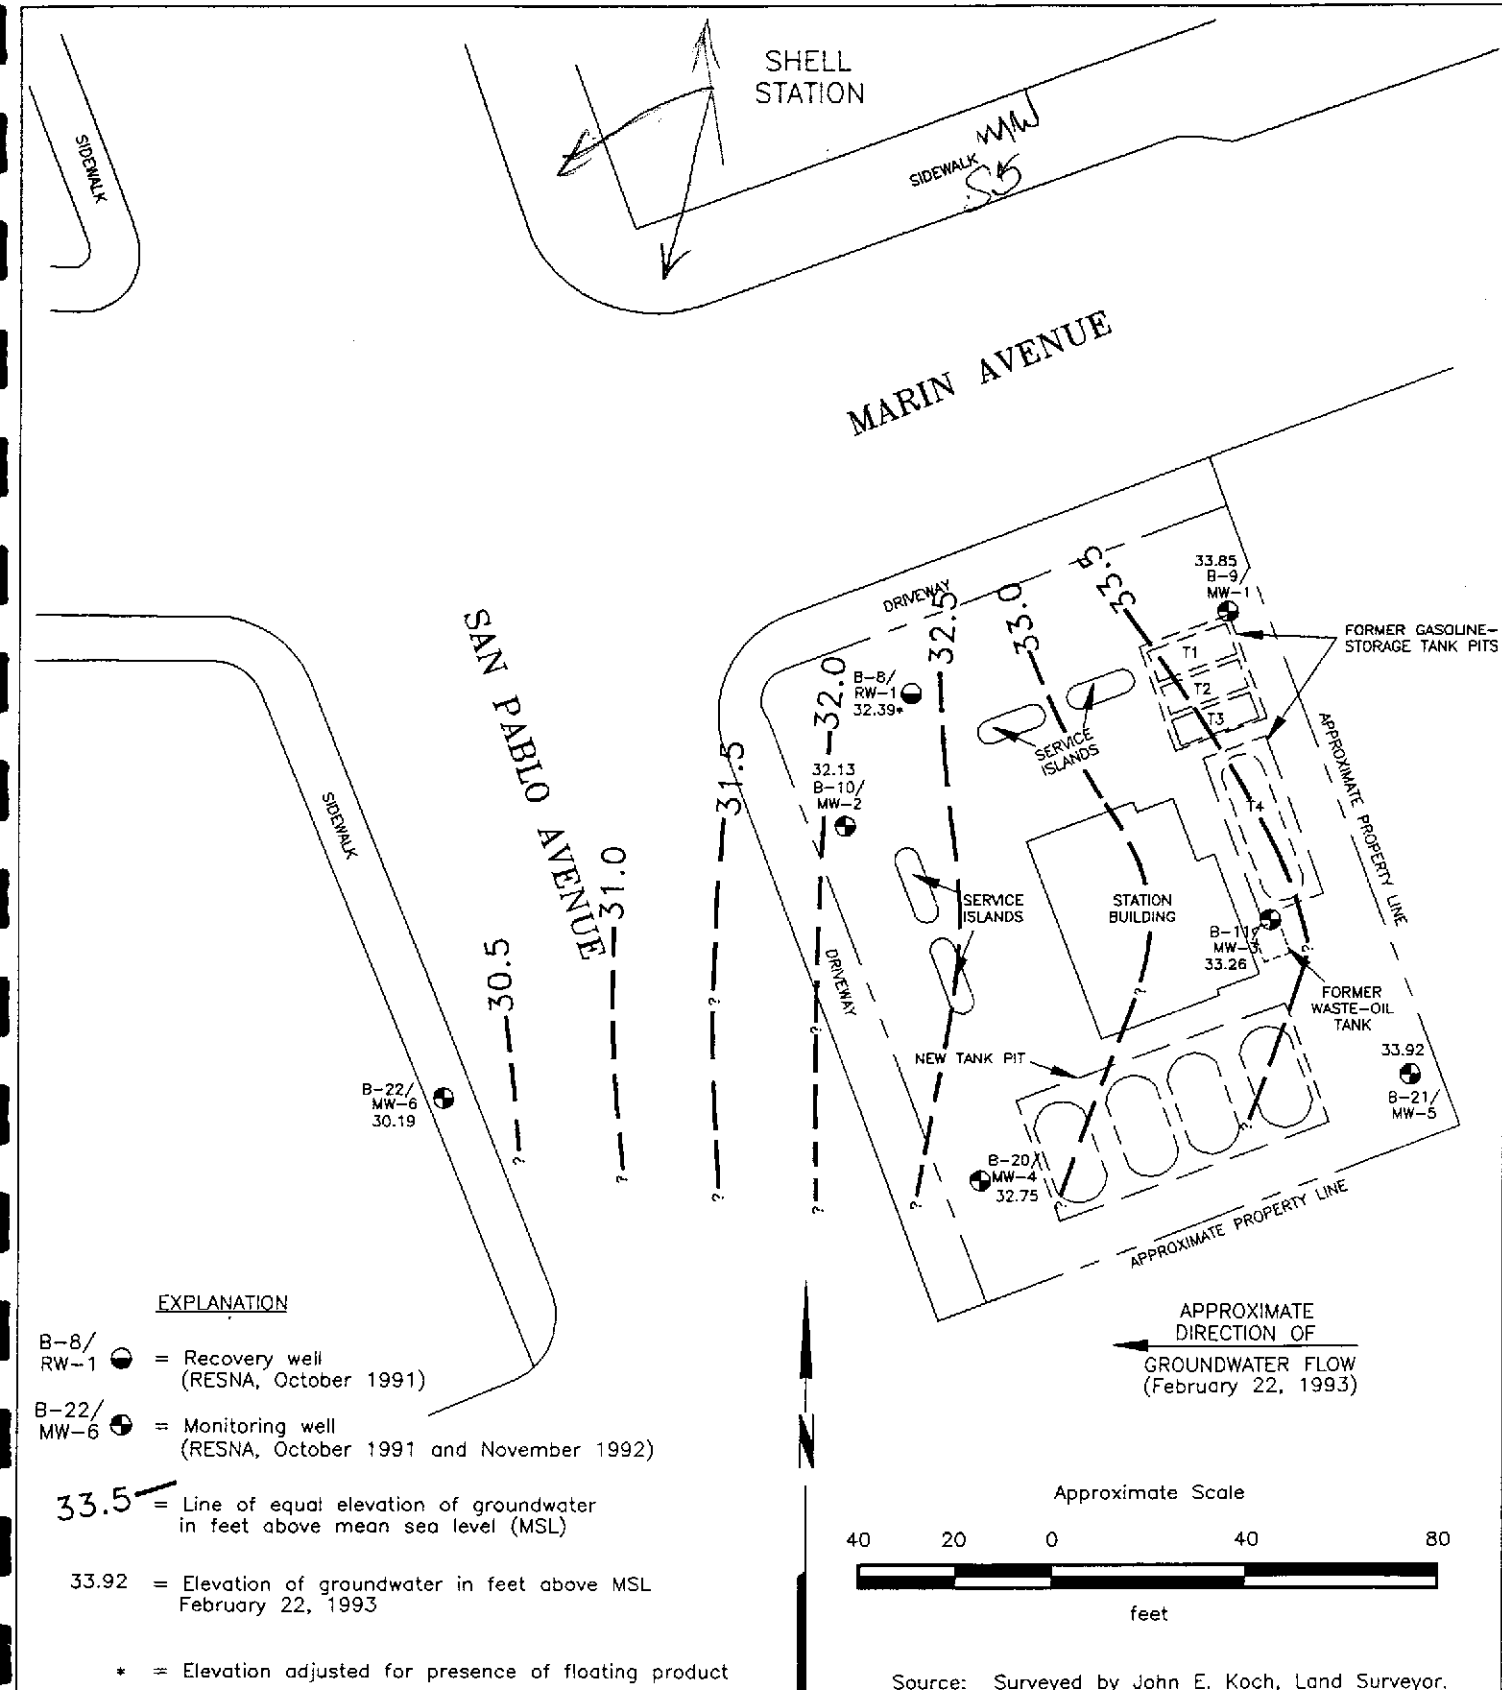 SHELL
STATION
SIDEWALK
MW
S5
SIDEWALK
MARIN AVENUE
SAN PABLO AVENUE
SIDEWALK
DRIVEWAY
33.5
33.0
32.5
32.0
31.5
31.0
30.5
33.85
B-9/
MW-1
FORMER GASOLINE-
STORAGE TANK PITS
T1
T2
T3
T4
B-8/
RW-1
32.39*
SERVICE
ISLANDS
32.13
B-10/
MW-2
APPROXIMATE PROPERTY LINE
SERVICE
ISLANDS
STATION
BUILDING
B-11/
MW-3
33.26
DRIVEWAY
FORMER
WASTE-OIL
TANK
NEW TANK PIT
33.92
B-21/
MW-5
B-22/
MW-6
30.19
B-20/
MW-4
32.75
? ? ? ? ? ? ? ? ? ? ?
APPROXIMATE PROPERTY LINE
APPROXIMATE
DIRECTION OF
GROUNDWATER FLOW
(February 22, 1993)
N
EXPLANATION
B-8/
RW-1 = Recovery well
(RESNA, October 1991)
B-22/
MW-6 = Monitoring well
(RESNA, October 1991 and November 1992)
33.5 = Line of equal elevation of groundwater
in feet above mean sea level (MSL)
33.92 = Elevation of groundwater in feet above MSL
February 22, 1993
* = Elevation adjusted for presence of floating product
Approximate Scale
40 20 0 40 80
feet
Source: Surveyed by John E. Koch, Land Surveyor.